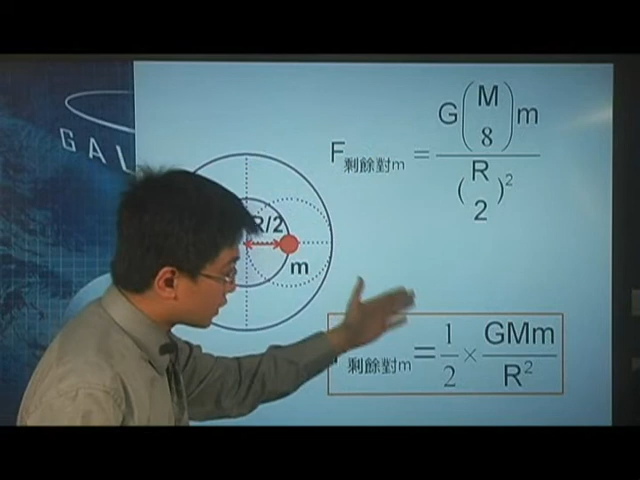 GAL
R/2
m
F剩餘對m = G(M/8)m / (R/2)²
剩餘對m = 1/2 × GMm/R²